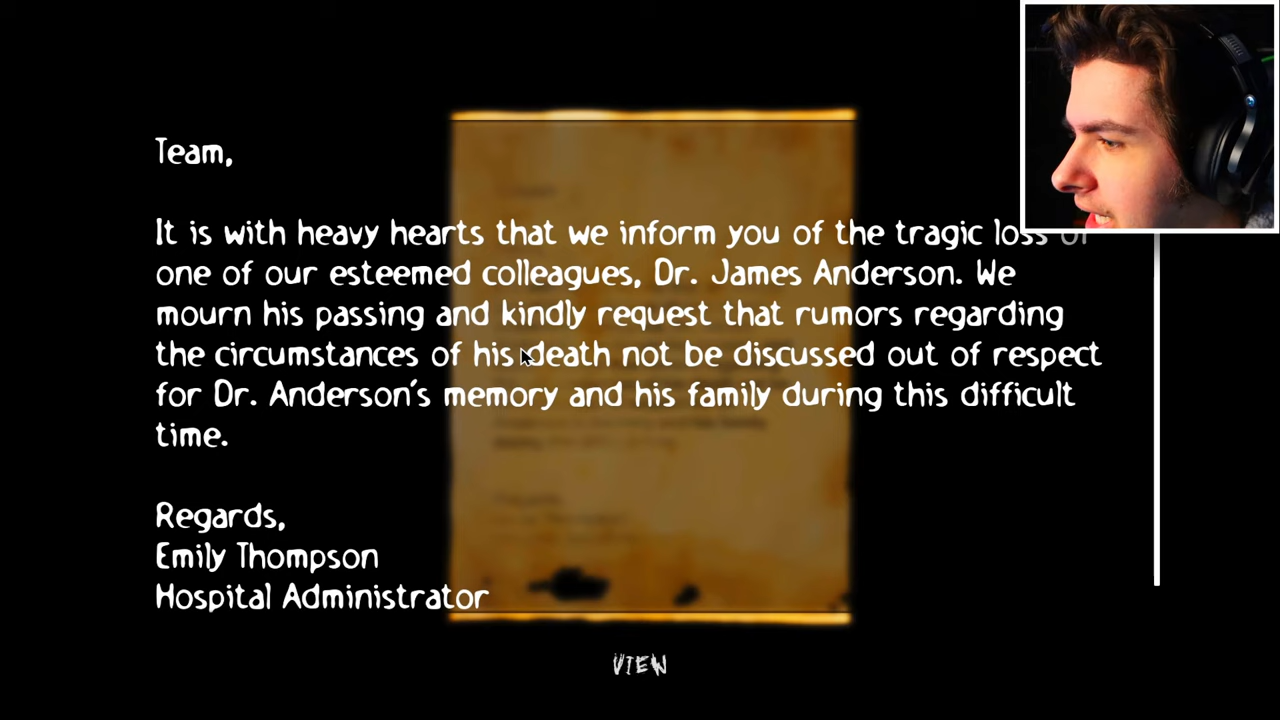 Team,
It is with heavy hearts that we inform you of the tragic loss of
one of our esteemed colleagues, Dr. James Anderson. We
mourn his passing and kindly request that rumors regarding
the circumstances of his death not be discussed out of respect
for Dr. Anderson's memory and his family during this difficult
time.
Regards,
Emily Thompson
Hospital Administrator
VIEW